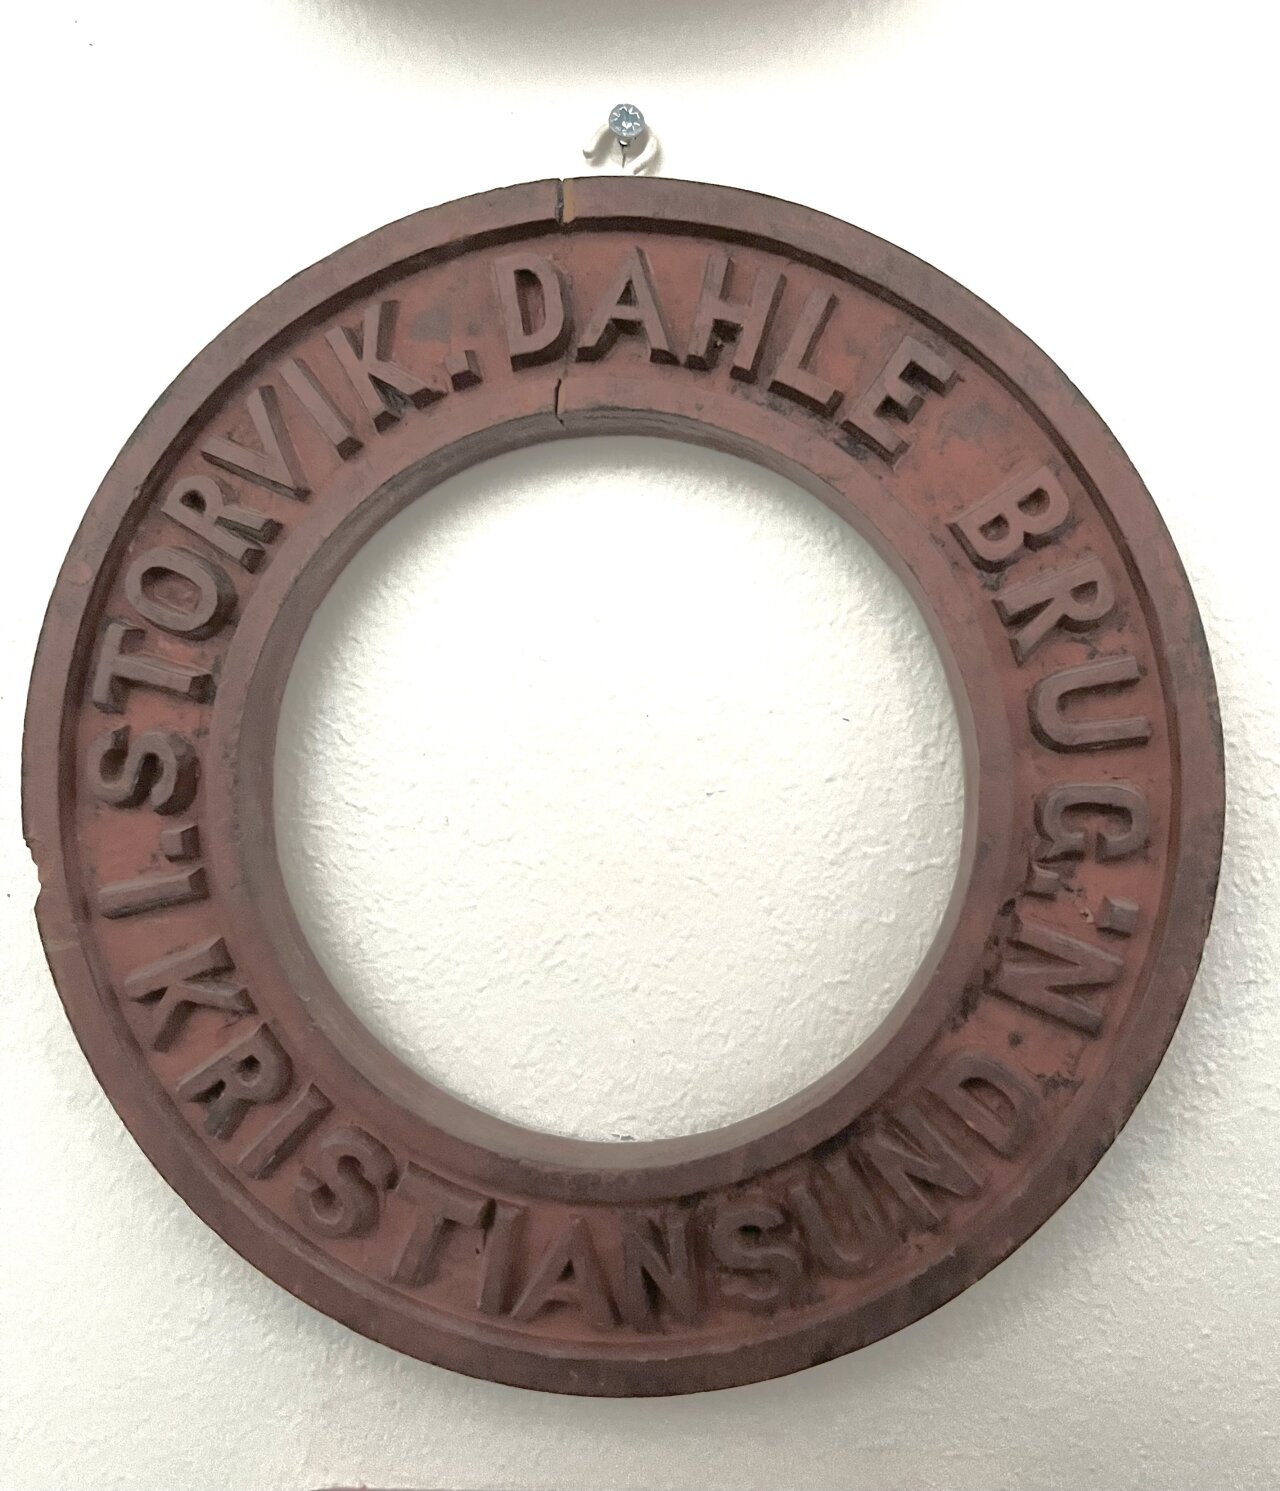 I. STORVIK. DAHLE BRUG. N.
KRISTIANSUND